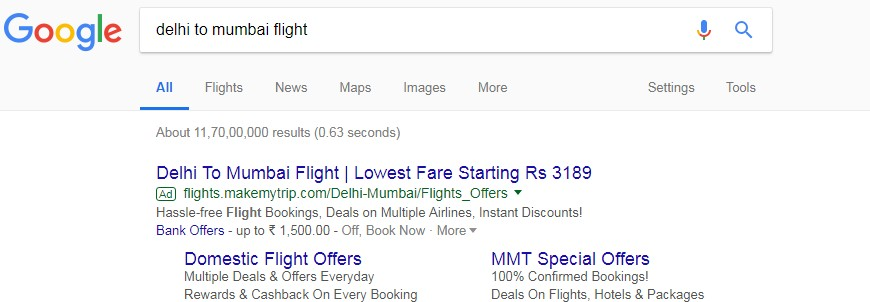 Google
delhi to mumbai flight
All Flights News Maps Images More Settings Tools
About 11,70,00,000 results (0.63 seconds)
Delhi To Mumbai Flight | Lowest Fare Starting Rs 3189
Ad flights.makemytrip.com/Delhi-Mumbai/Flights_Offers
Hassle-free Flight Bookings, Deals on Multiple Airlines, Instant Discounts!
Bank Offers - up to ₹ 1,500.00 - Off, Book Now · More
Domestic Flight Offers
Multiple Deals & Offers Everyday
Rewards & Cashback On Every Booking
MMT Special Offers
100% Confirmed Bookings!
Deals On Flights, Hotels & Packages